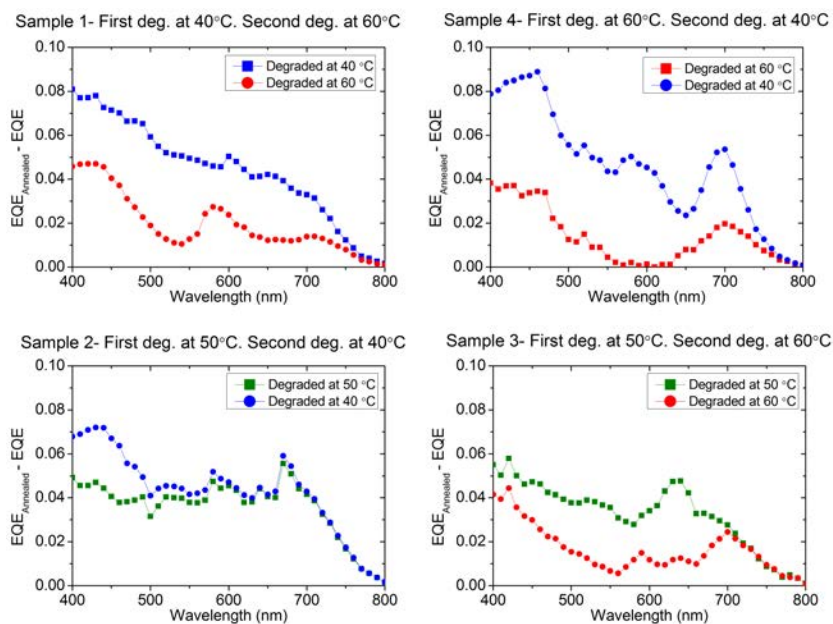 Sample 1- First deg. at 40°C. Second deg. at 60°C
0.10
0.08
0.06
0.04
0.02
0.00
EQE_Annealed - EQE
Degraded at 40 °C
Degraded at 60 °C
400 500 600 700 800
Wavelength (nm)
Sample 4- First deg. at 60°C. Second deg. at 40°C
0.10
0.08
0.06
0.04
0.02
0.00
EQE_Annealed - EQE
Degraded at 60 °C
Degraded at 40 °C
400 500 600 700 800
Wavelength (nm)
Sample 2- First deg. at 50°C. Second deg. at 40°C
0.10
0.08
0.06
0.04
0.02
0.00
EQE_Annealed - EQE
Degraded at 50 °C
Degraded at 40 °C
400 500 600 700 800
Wavelength (nm)
Sample 3- First deg. at 50°C. Second deg. at 60°C
0.10
0.08
0.06
0.04
0.02
0.00
EQE_Annealed - EQE
Degraded at 50 °C
Degraded at 60 °C
400 500 600 700 800
Wavelength (nm)